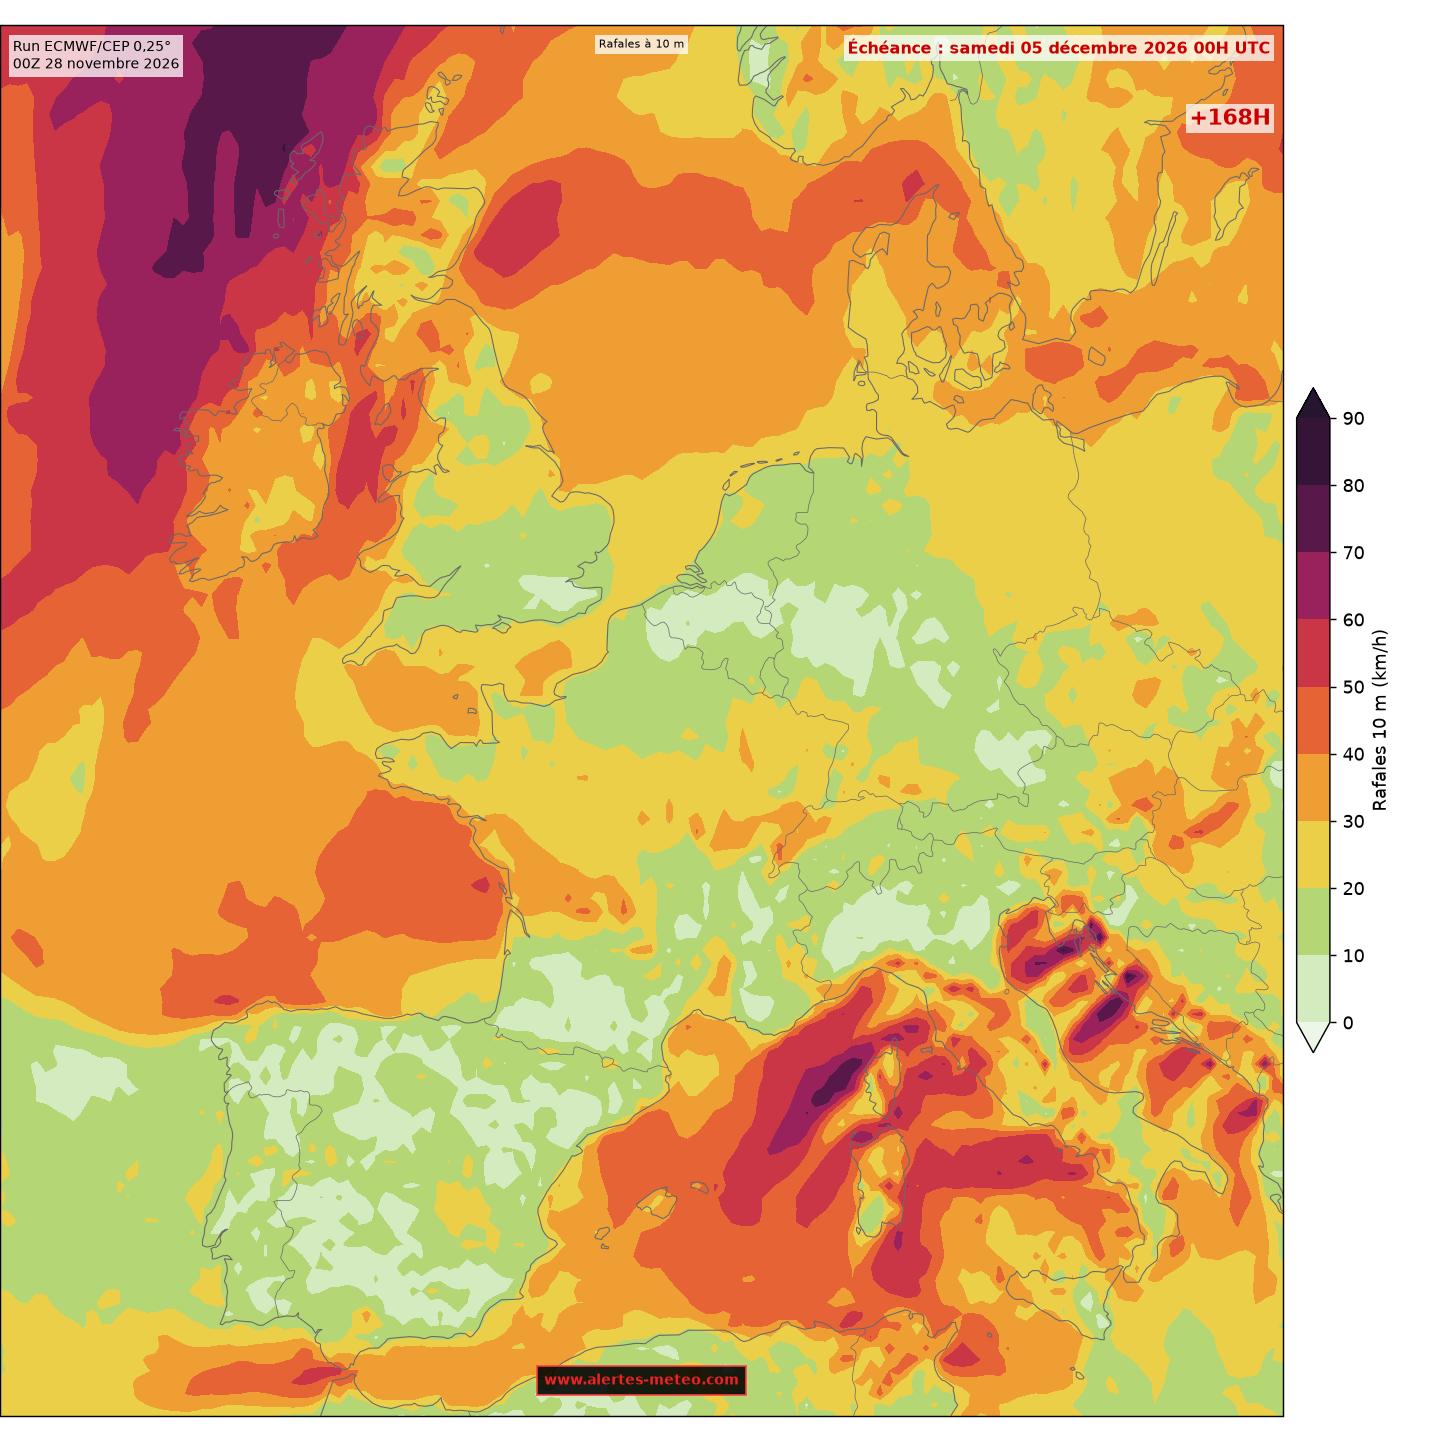 Run ECMWF/CEP 0,25°
00Z 28 novembre 2026
Rafales à 10 m
Échéance : samedi 05 décembre 2026 00H UTC
+168H
90
80
70
60
50
40
30
20
10
0
Rafales 10 m (km/h)
www.alertes-meteo.com